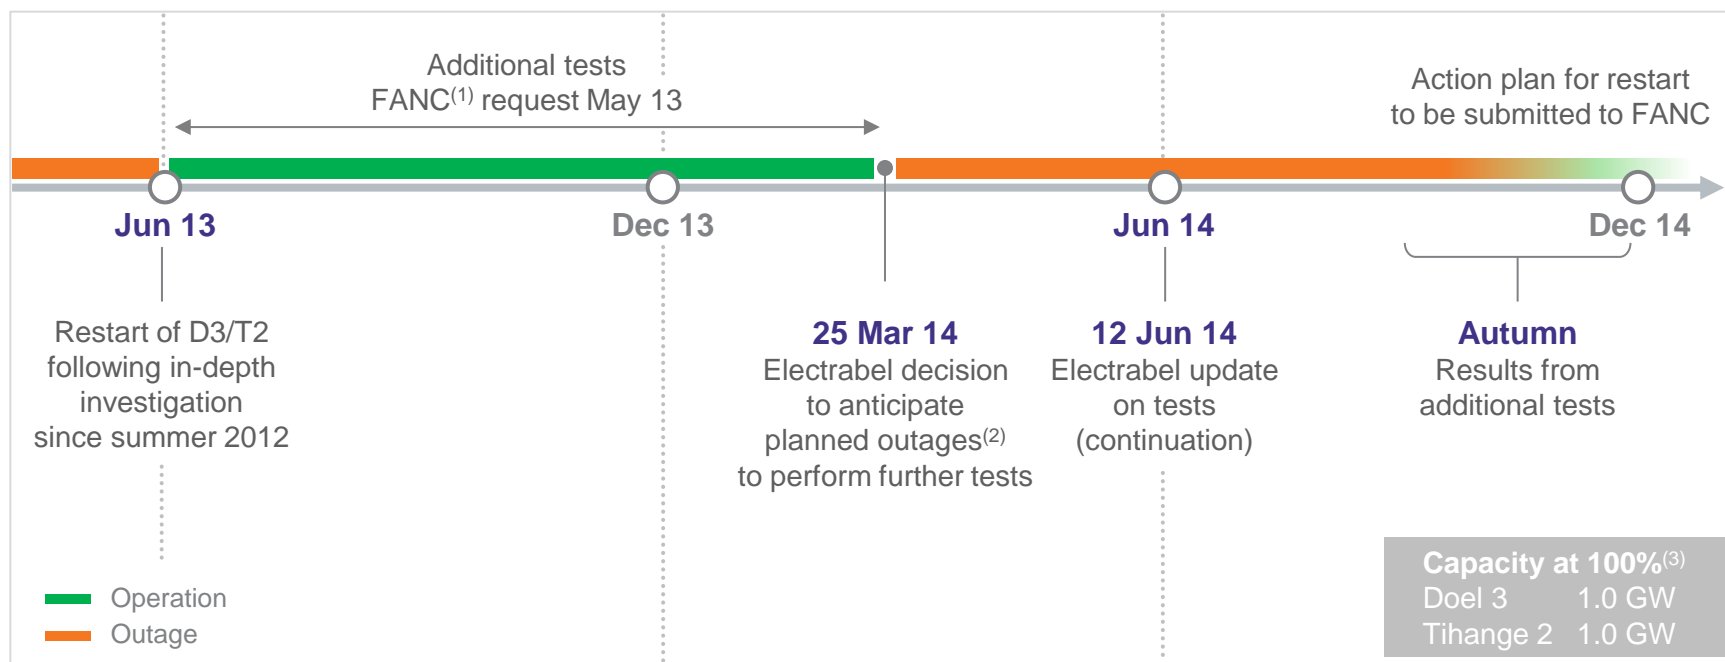 Additional tests
FANC(1) request May 13
Action plan for restart
to be submitted to FANC
Jun 13
Dec 13
Jun 14
Dec 14
Restart of D3/T2
following in-depth
investigation
since summer 2012
25 Mar 14
Electrabel decision
to anticipate
planned outages(2)
to perform further tests
12 Jun 14
Electrabel update
on tests
(continuation)
Autumn
Results from
additional tests
Operation
Outage
Capacity at 100%(3)
Doel 3 1.0 GW
Tihange 2 1.0 GW